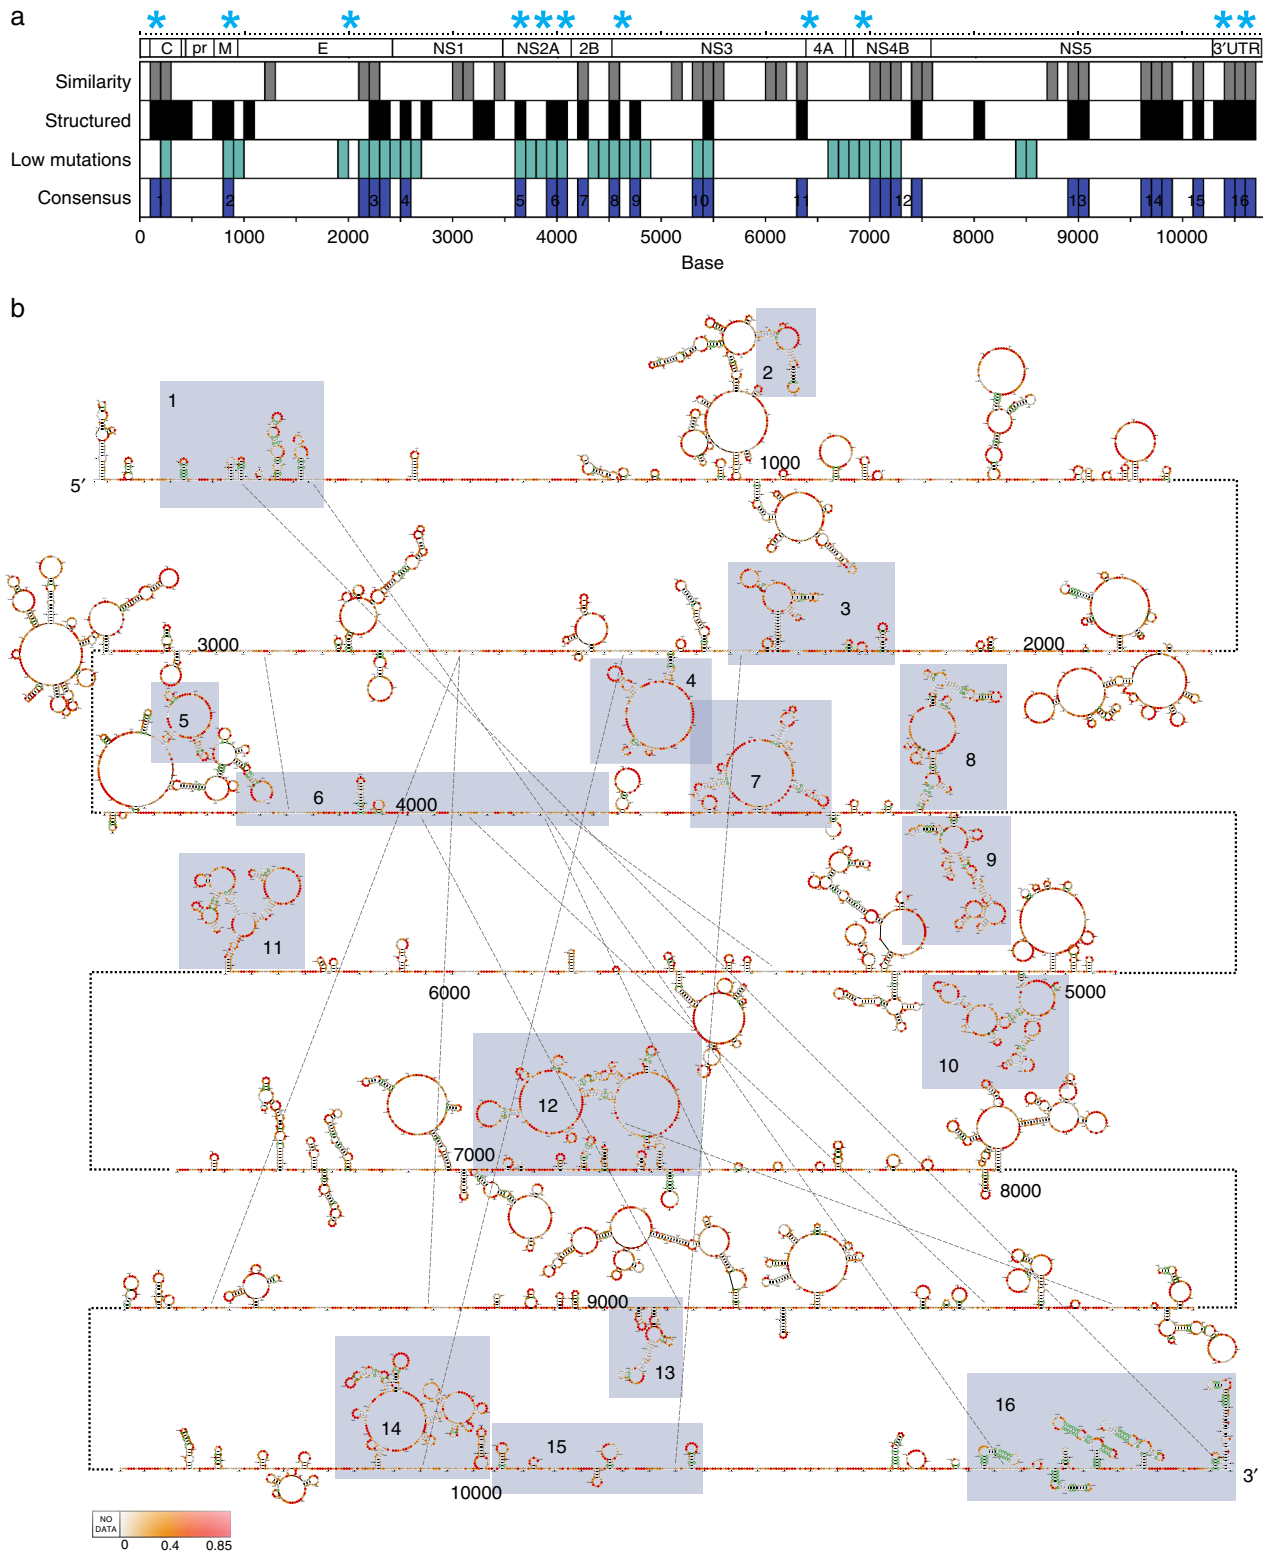 a
* * * * * * * * * * *
C pr M E NS1 NS2A 2B NS3 4A NS4B NS5 3′UTR
Similarity
Structured
Low mutations
Consensus 1 2 3 4 5 6 7 8 9 10 11 12 13 14 15 16
0 1000 2000 3000 4000 5000 6000 7000 8000 9000 10000
Base
b
2
1
1000
5′
3
3000 2000
4
5
8
7
6 4000
9
11
6000 5000
10
12
7000
8000
9000
13
16
14
15
3′
10000
NO DATA
0 0.4 0.85